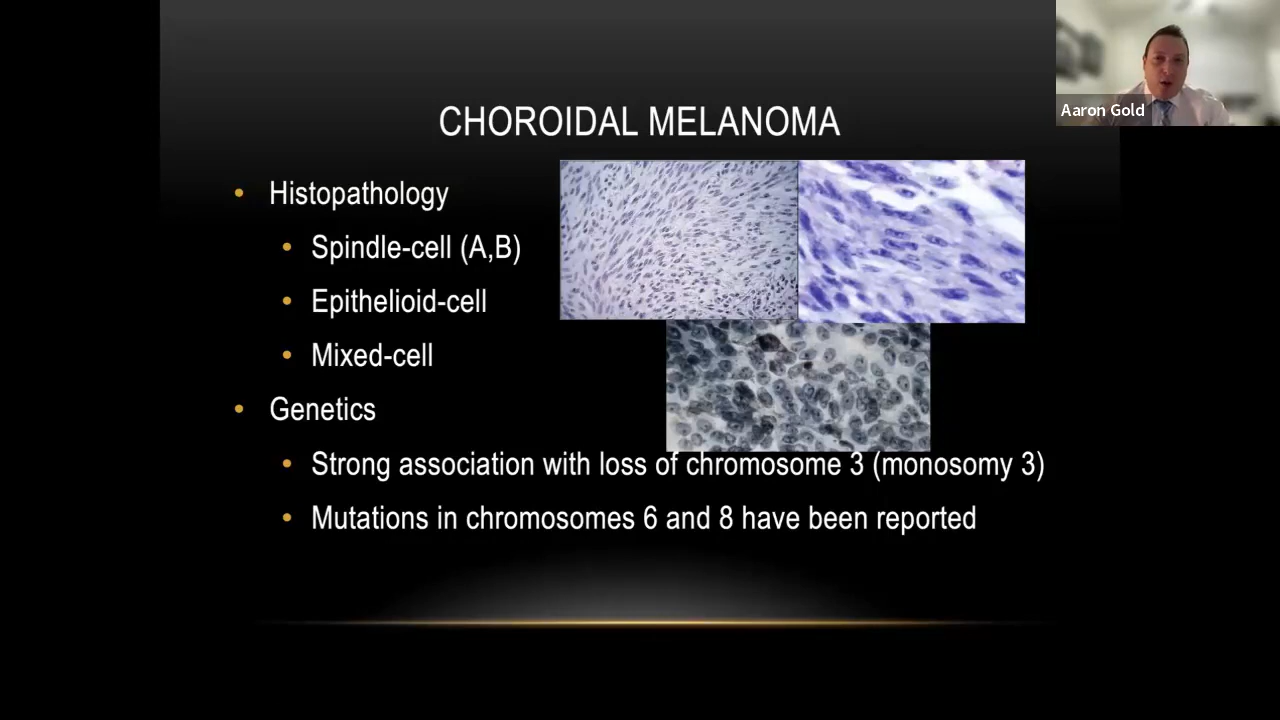 Aaron Gold
CHOROIDAL MELANOMA
• Histopathology
• Spindle-cell (A,B)
• Epithelioid-cell
• Mixed-cell
• Genetics
• Strong association with loss of chromosome 3 (monosomy 3)
• Mutations in chromosomes 6 and 8 have been reported